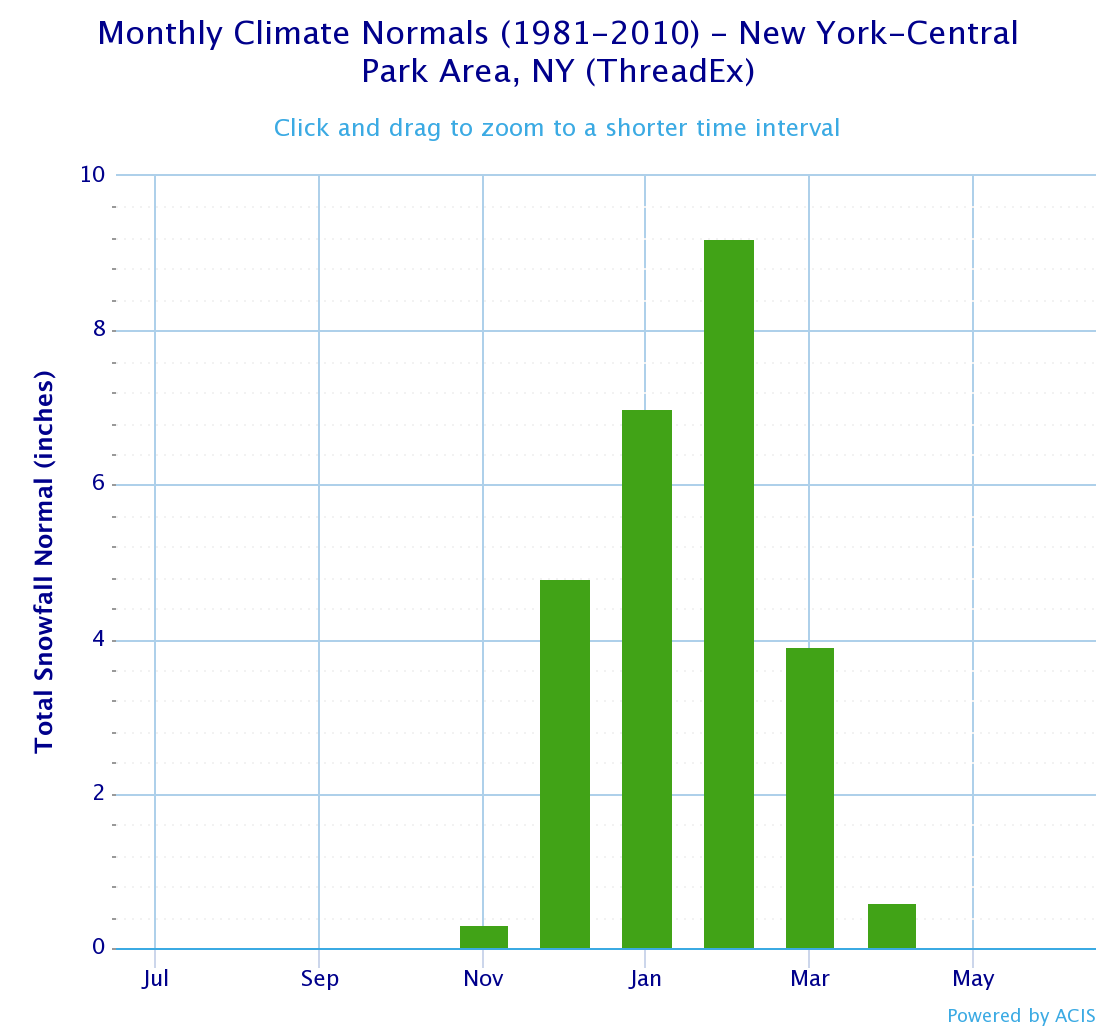 Monthly Climate Normals (1981–2010) – New York–Central
Park Area, NY (ThreadEx)
Click and drag to zoom to a shorter time interval
Total Snowfall Normal (inches)
10
8
6
4
2
0
Jul Sep Nov Jan Mar May
Powered by ACIS